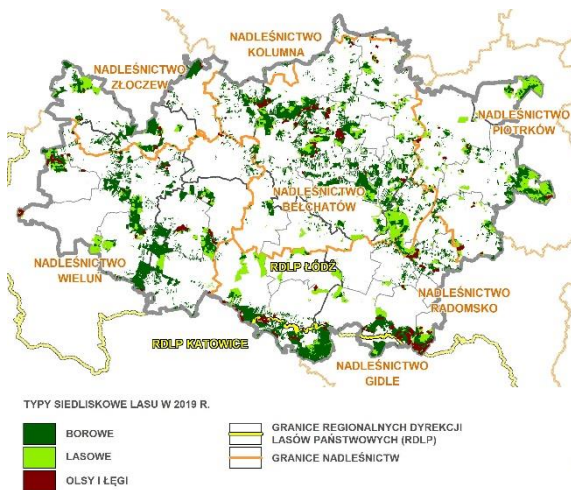 NADLEŚNICTWO
KOLUMNA
NADLEŚNICTWO
ZŁOCZEW
NADLEŚNICTWO
PIOTRKÓW
NADLEŚNICTWO
BEŁCHATÓW
NADLEŚNICTWO
WIELUŃ
RDLP ŁÓDŹ
NADLEŚNICTWO
RADOMSKO
RDLP KATOWICE
NADLEŚNICTWO
GIDLE
TYPY SIEDLISKOWE LASU W 2019 R.
BOROWE
LASOWE
OLSY I ŁĘGI
GRANICE REGIONALNYCH DYREKCJI
LASÓW PAŃSTWOWYCH (RDLP)
GRANICE NADLEŚNICTW